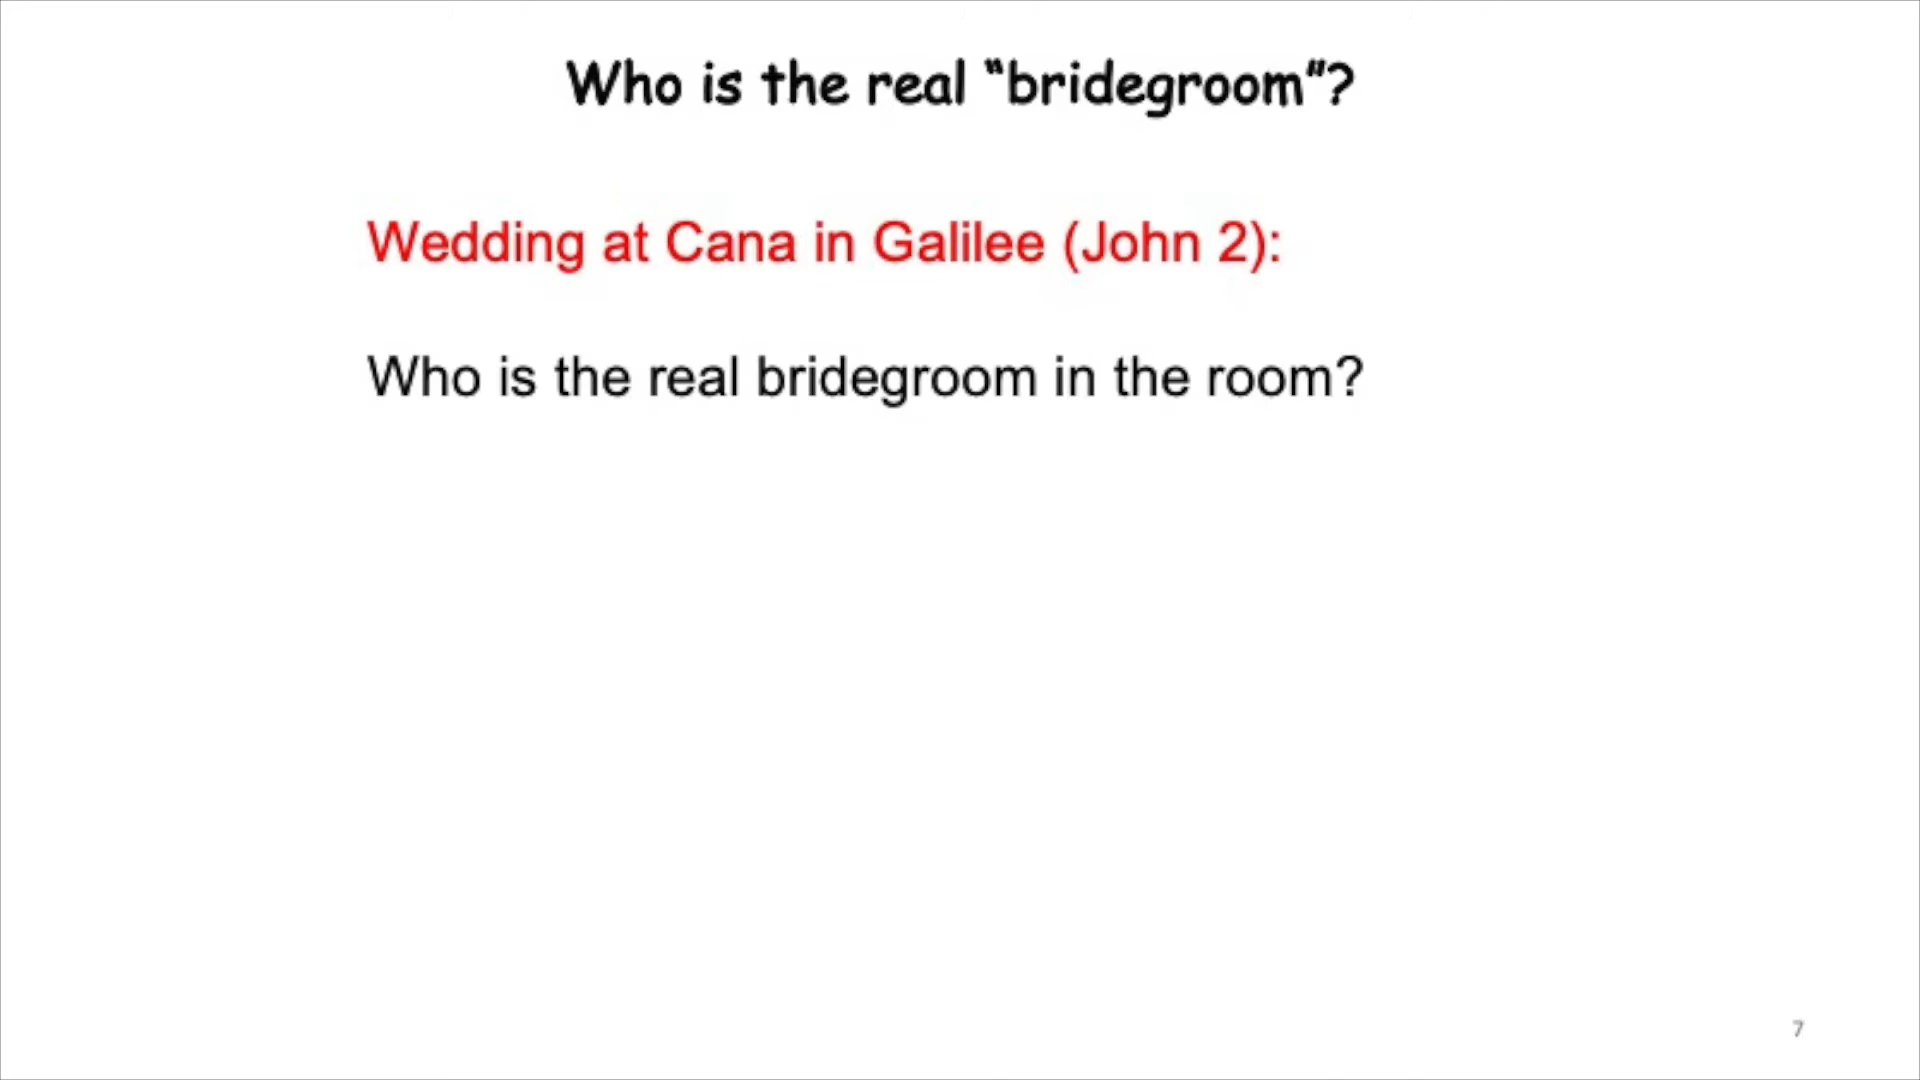 Who is the real “bridegroom”?
Wedding at Cana in Galilee (John 2):
Who is the real bridegroom in the room?
7